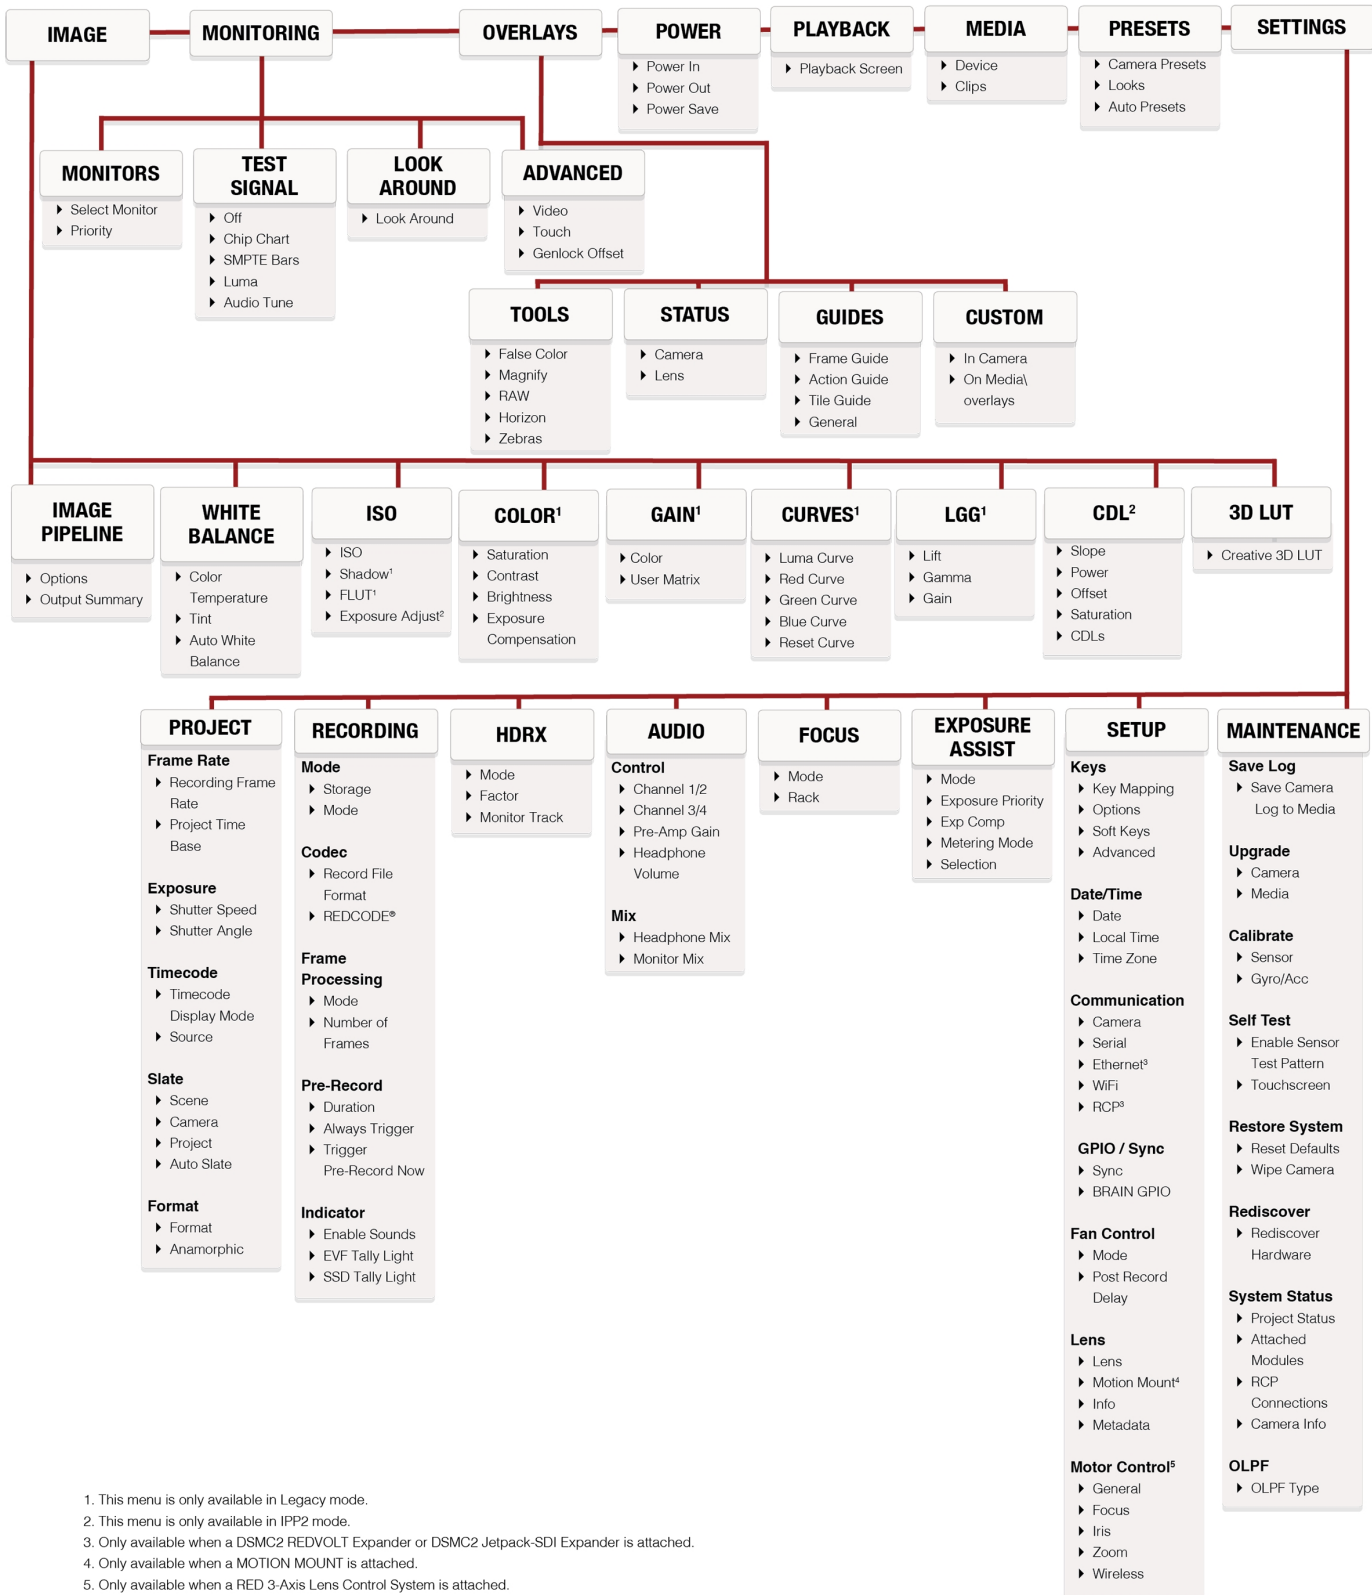 IMAGE
MONITORING
OVERLAYS
POWER
Power In
Power Out
Power Save
PLAYBACK
Playback Screen
MEDIA
Device
Clips
PRESETS
Camera Presets
Looks
Auto Presets
SETTINGS
MONITORS
Select Monitor
Priority
TEST
SIGNAL
Off
Chip Chart
SMPTE Bars
Luma
Audio Tune
LOOK
AROUND
Look Around
ADVANCED
Video
Touch
Genlock Offset
TOOLS
False Color
Magnify
RAW
Horizon
Zebras
STATUS
Camera
Lens
GUIDES
Frame Guide
Action Guide
Tile Guide
General
CUSTOM
In Camera
On Media\
overlays
IMAGE
PIPELINE
Options
Output Summary
WHITE
BALANCE
Color
Temperature
Tint
Auto White
Balance
ISO
ISO
Shadow¹
FLUT¹
Exposure Adjust²
COLOR¹
Saturation
Contrast
Brightness
Exposure
Compensation
GAIN¹
Color
User Matrix
CURVES¹
Luma Curve
Red Curve
Green Curve
Blue Curve
Reset Curve
LGG¹
Lift
Gamma
Gain
CDL²
Slope
Power
Offset
Saturation
CDLs
3D LUT
Creative 3D LUT
PROJECT
Frame Rate
Recording Frame
Rate
Project Time
Base
Exposure
Shutter Speed
Shutter Angle
Timecode
Timecode
Display Mode
Source
Slate
Scene
Camera
Project
Auto Slate
Format
Format
Anamorphic
RECORDING
Mode
Storage
Mode
Codec
Record File
Format
REDCODE®
Frame
Processing
Mode
Number of
Frames
Pre-Record
Duration
Always Trigger
Trigger
Pre-Record Now
Indicator
Enable Sounds
EVF Tally Light
SSD Tally Light
HDRX
Mode
Factor
Monitor Track
AUDIO
Control
Channel 1/2
Channel 3/4
Pre-Amp Gain
Headphone
Volume
Mix
Headphone Mix
Monitor Mix
FOCUS
Mode
Rack
EXPOSURE
ASSIST
Mode
Exposure Priority
Exp Comp
Metering Mode
Selection
SETUP
Keys
Key Mapping
Options
Soft Keys
Advanced
Date/Time
Date
Local Time
Time Zone
Communication
Camera
Serial
Ethernet³
WiFi
RCP³
GPIO / Sync
Sync
BRAIN GPIO
Fan Control
Mode
Post Record
Delay
Lens
Lens
Motion Mount⁴
Info
Metadata
Motor Control⁵
General
Focus
Iris
Zoom
Wireless
MAINTENANCE
Save Log
Save Camera
Log to Media
Upgrade
Camera
Media
Calibrate
Sensor
Gyro/Acc
Self Test
Enable Sensor
Test Pattern
Touchscreen
Restore System
Reset Defaults
Wipe Camera
Rediscover
Rediscover
Hardware
System Status
Project Status
Attached
Modules
RCP
Connections
Camera Info
OLPF
OLPF Type
1. This menu is only available in Legacy mode.
2. This menu is only available in IPP2 mode.
3. Only available when a DSMC2 REDVOLT Expander or DSMC2 Jetpack-SDI Expander is attached.
4. Only available when a MOTION MOUNT is attached.
5. Only available when a RED 3-Axis Lens Control System is attached.